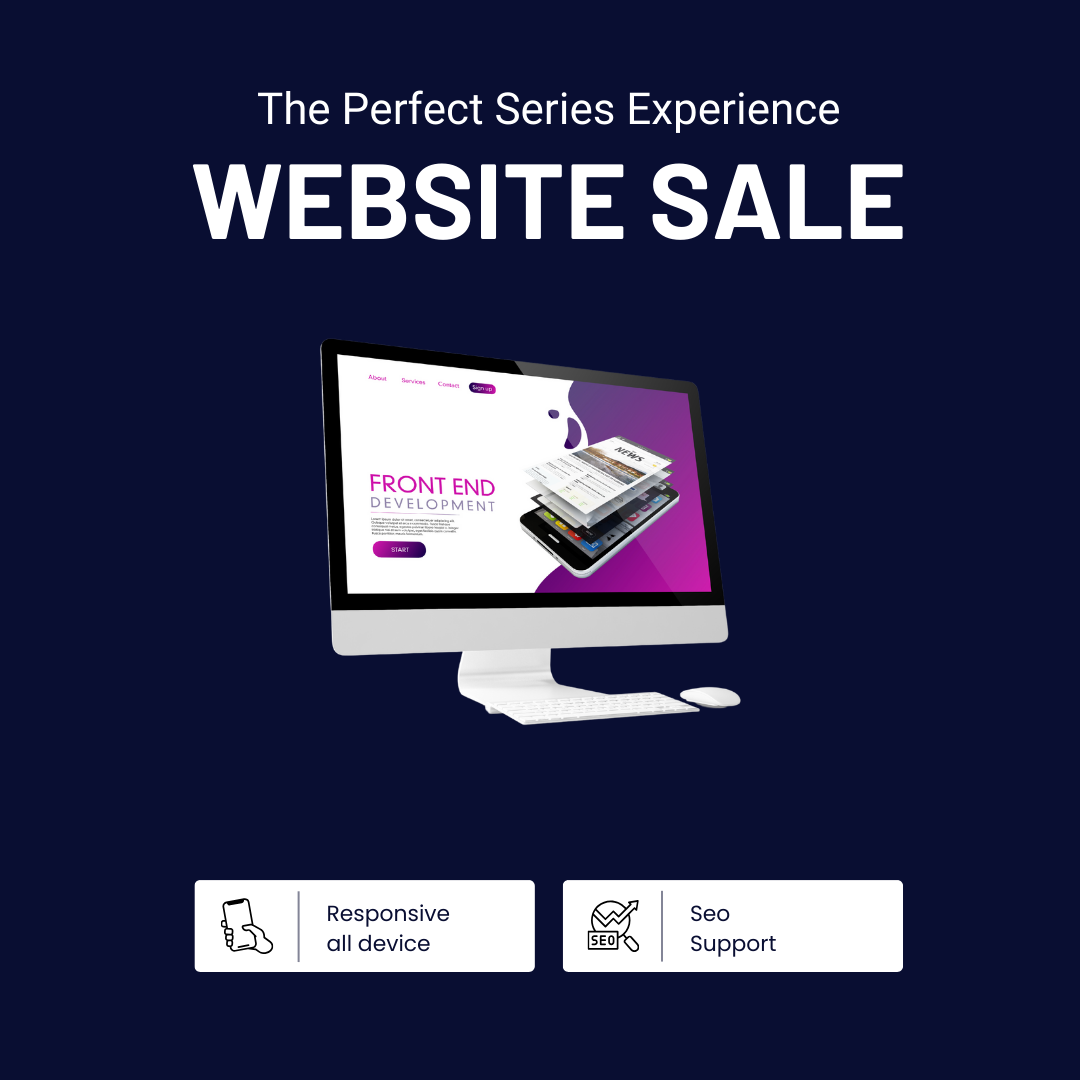 The Perfect Series Experience
WEBSITE SALE
About Services Contact Sign up
NEWS
FRONT END
DEVELOPMENT
START
Responsive
all device
SEO
Seo
Support